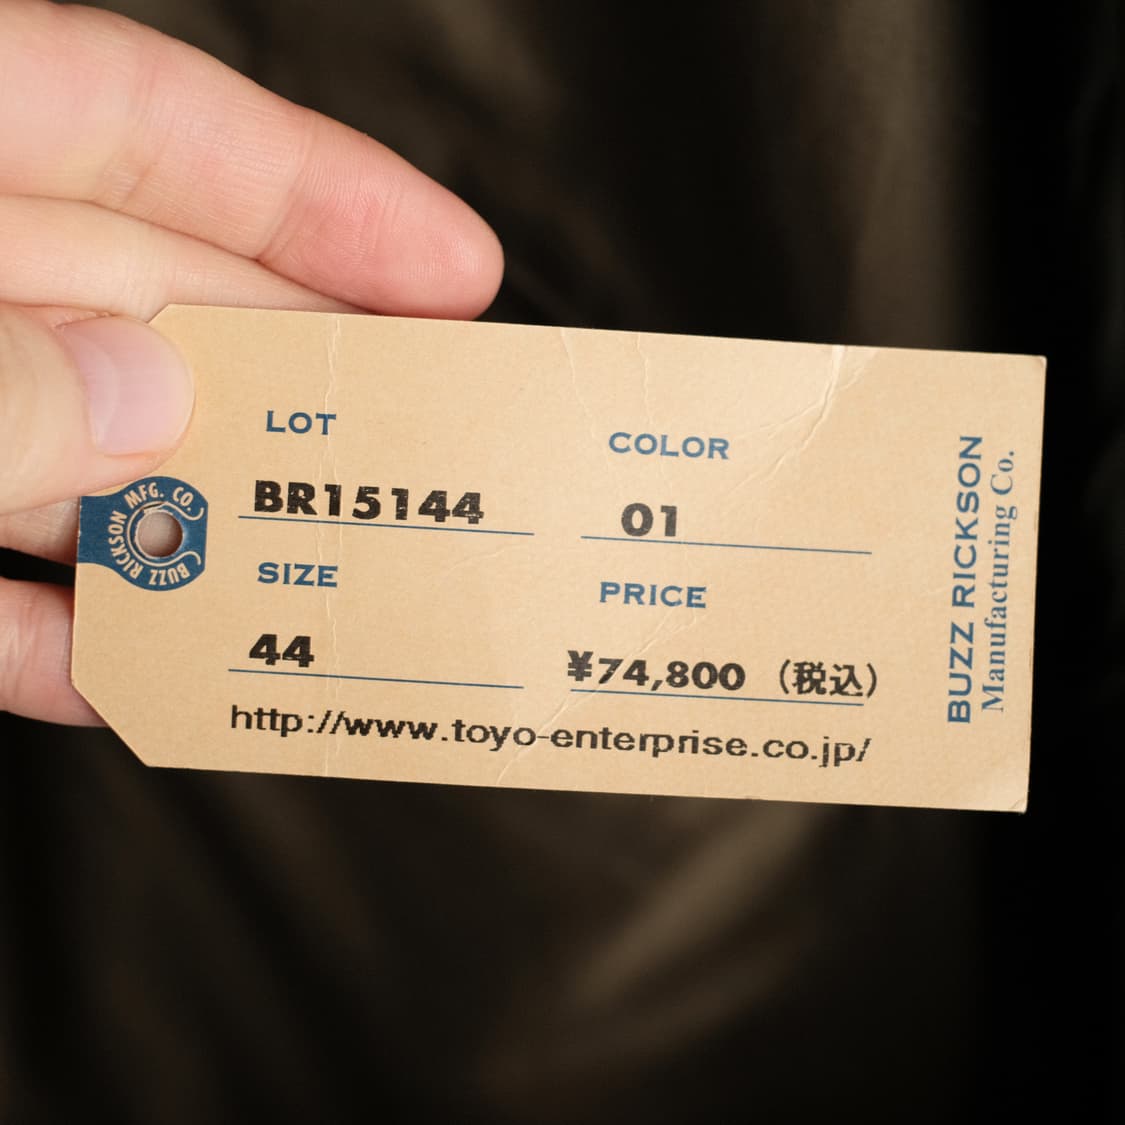 LOT
BR15144
COLOR
01
SIZE
44
PRICE
¥74,800（税込）
http://www.toyo-enterprise.co.jp/
BUZZ RICKSON
Manufacturing Co.
BUZZ RICKSON MFG. CO.